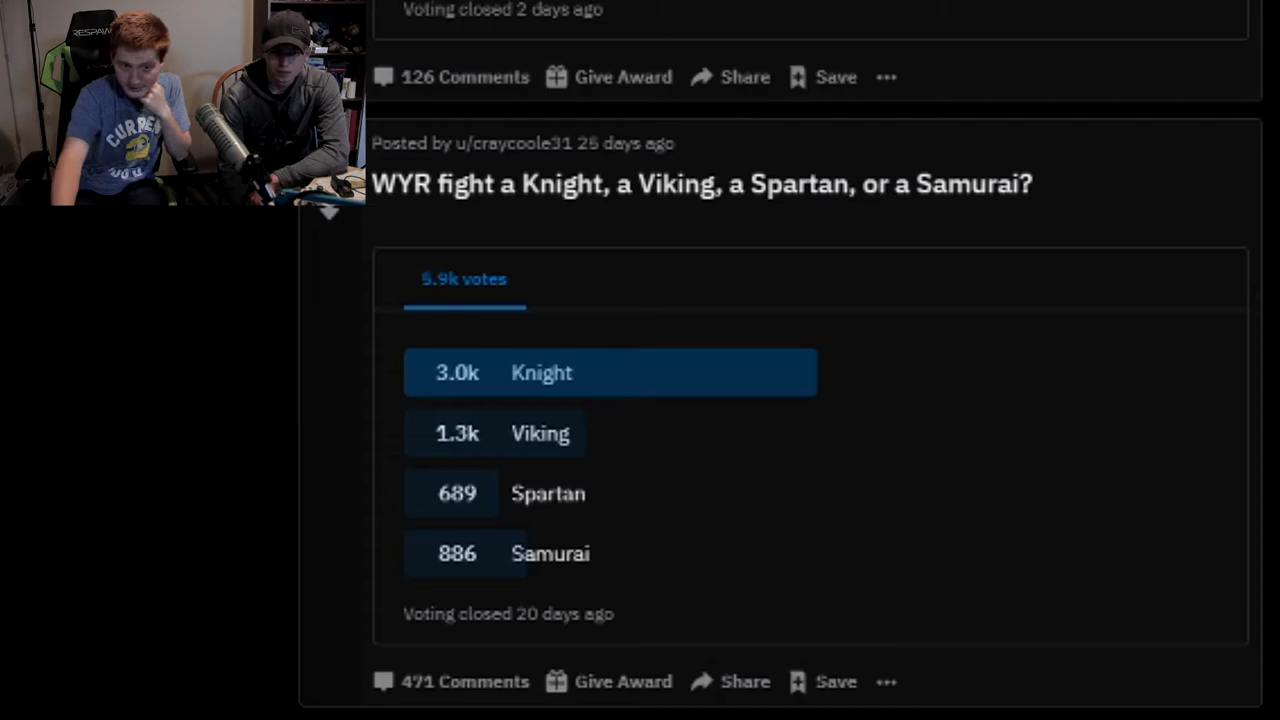 RESPAWN
CURREN
Voting closed 2 days ago
126 Comments Give Award Share Save
Posted by u/craycoole31 25 days ago
WYR fight a Knight, a Viking, a Spartan, or a Samurai?
5.9k votes
3.0k Knight
1.3k Viking
689 Spartan
886 Samurai
Voting closed 20 days ago
471 Comments Give Award Share Save